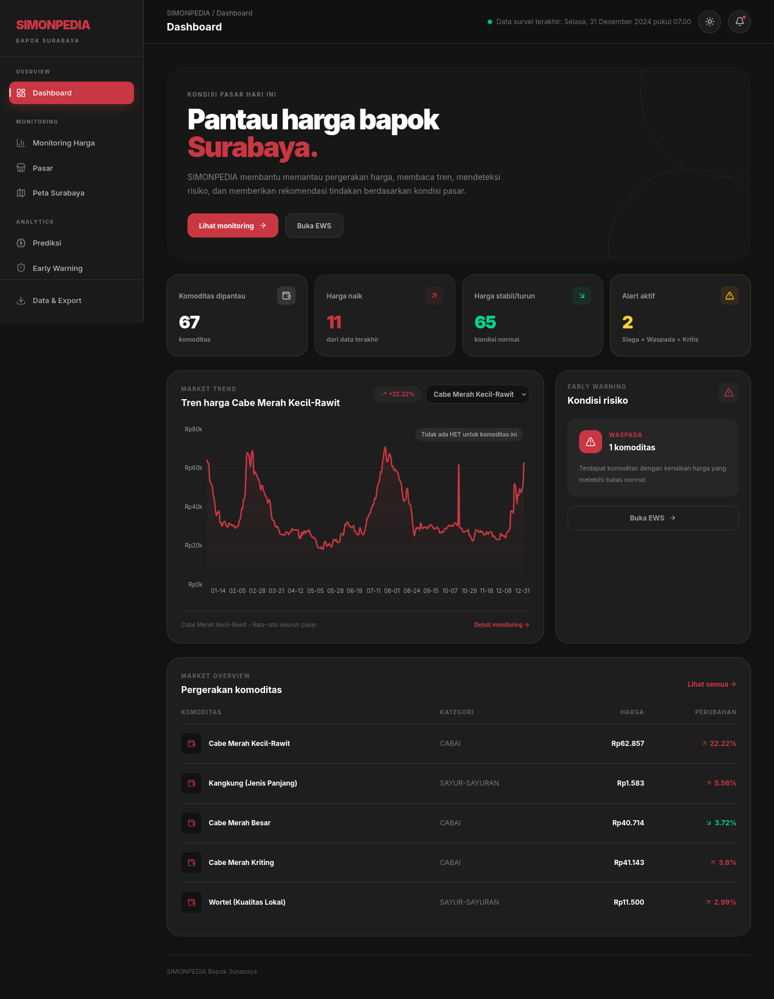 SIMONPEDIA
BAPOK SURABAYA
OVERVIEW
Dashboard
MONITORING
Monitoring Harga
Pasar
Peta Surabaya
ANALYTICS
Prediksi
Early Warning
Data & Export
SIMONPEDIA / Dashboard
Dashboard
Data survei terakhir: Selasa, 31 Desember 2024 pukul 07.00
KONDISI PASAR HARI INI
Pantau harga bapok
Surabaya.
SIMONPEDIA membantu memantau pergerakan harga, membaca tren, mendeteksi
risiko, dan memberikan rekomendasi tindakan berdasarkan kondisi pasar.
Lihat monitoring →
Buka EWS
Komoditas dipantau
67
komoditas
Harga naik
11
dari data terakhir
Harga stabil/turun
65
kondisi normal
Alert aktif
2
Siaga + Waspada + Kritis
MARKET TREND
Tren harga Cabe Merah Kecil-Rawit
+22.22%
Cabe Merah Kecil-Rawit
Tidak ada HET untuk komoditas ini
Rp80k
Rp60k
Rp40k
Rp20k
Rp0k
01-14 02-05 02-28 03-21 04-12 05-05 05-28 06-19 07-11 08-01 08-24 09-15 10-07 10-29 11-18 12-08 12-31
Cabe Merah Kecil-Rawit - Rata-rata seluruh pasar
Detail monitoring →
EARLY WARNING
Kondisi risiko
WASPADA
1 komoditas
Terdapat komoditas dengan kenaikan harga yang
melebihi batas normal.
Buka EWS →
MARKET OVERVIEW
Pergerakan komoditas
Lihat semua →
KOMODITAS KATEGORI HARGA PERUBAHAN
Cabe Merah Kecil-Rawit CABAI Rp62.857 22.22%
Kangkung (Jenis Panjang) SAYUR-SAYURAN Rp1.583 5.56%
Cabe Merah Besar CABAI Rp40.714 3.72%
Cabe Merah Kriting CABAI Rp41.143 3.6%
Wortel (Kualitas Lokal) SAYUR-SAYURAN Rp11.500 2.99%
SIMONPEDIA Bapok Surabaya